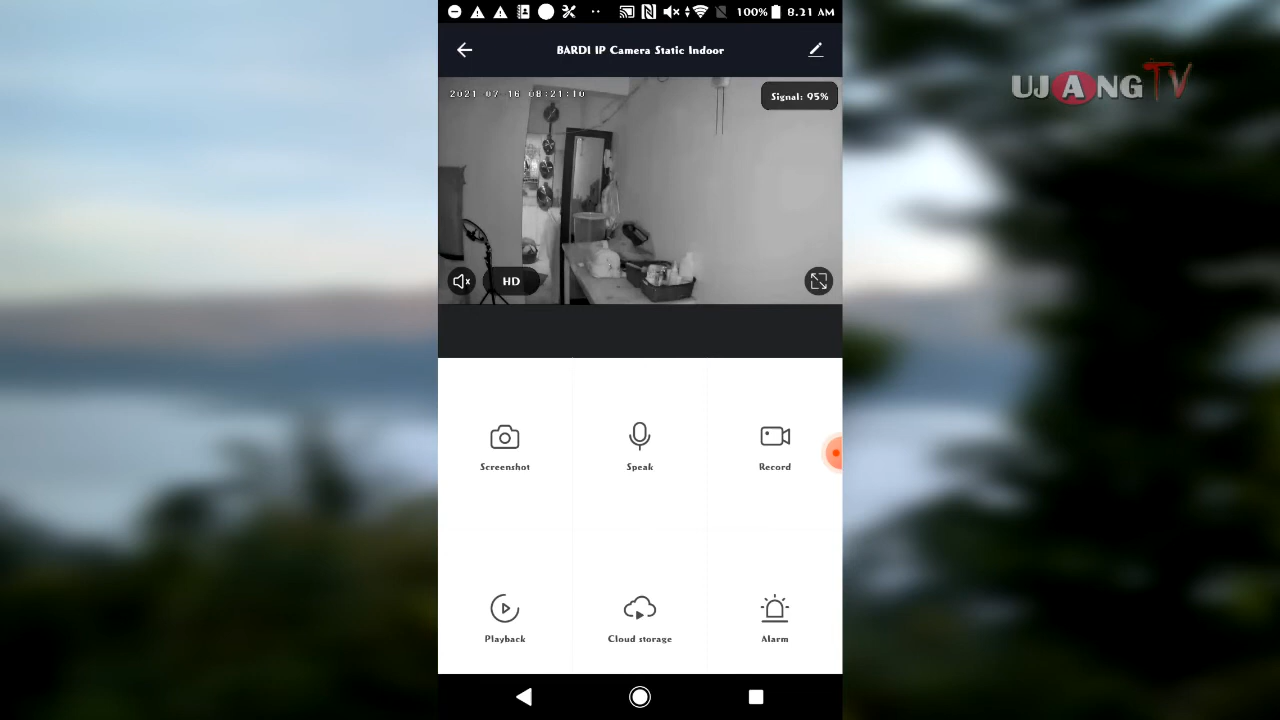 100% 8.21 AM
BARDI IP Camera Static Indoor
2021-07-16 08:21:10
Signal: 95%
UJANG TV
HD
Screenshot
Speak
Record
Playback
Cloud storage
Alarm